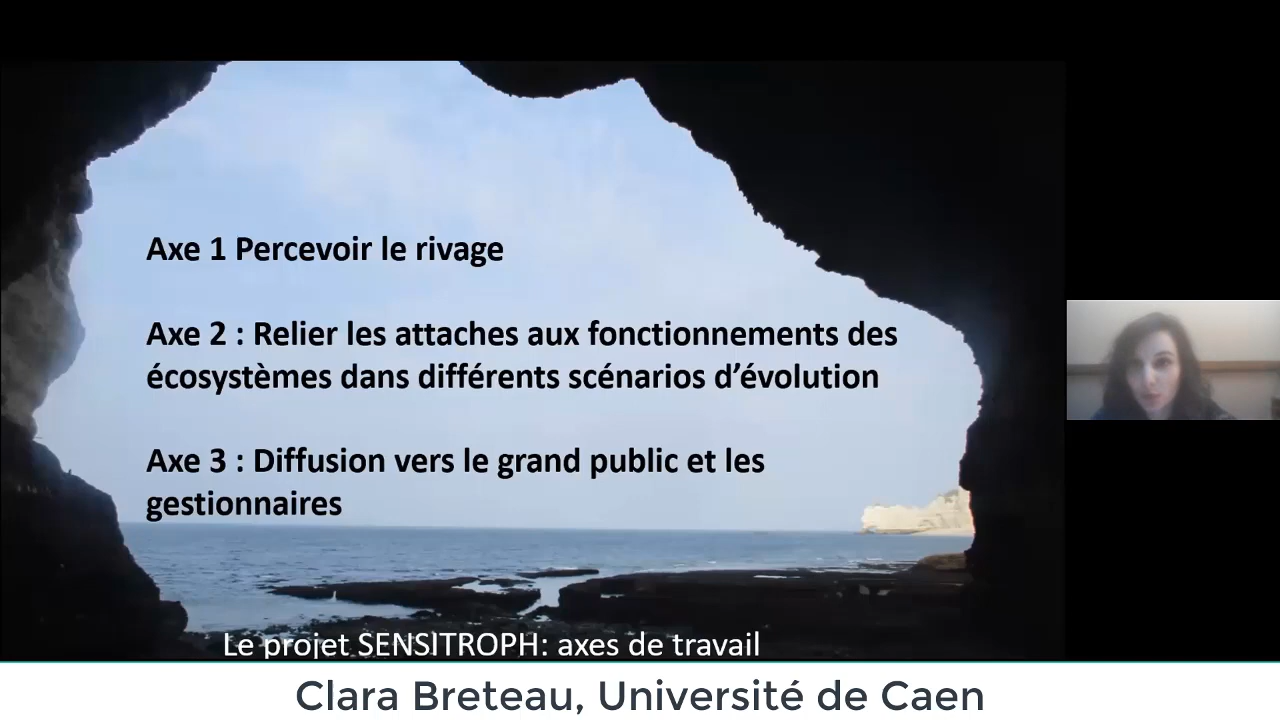 Axe 1 Percevoir le rivage
Axe 2 : Relier les attaches aux fonctionnements des
écosystèmes dans différents scénarios d’évolution
Axe 3 : Diffusion vers le grand public et les
gestionnaires
Le projet SENSITROPH: axes de travail
Clara Breteau, Université de Caen